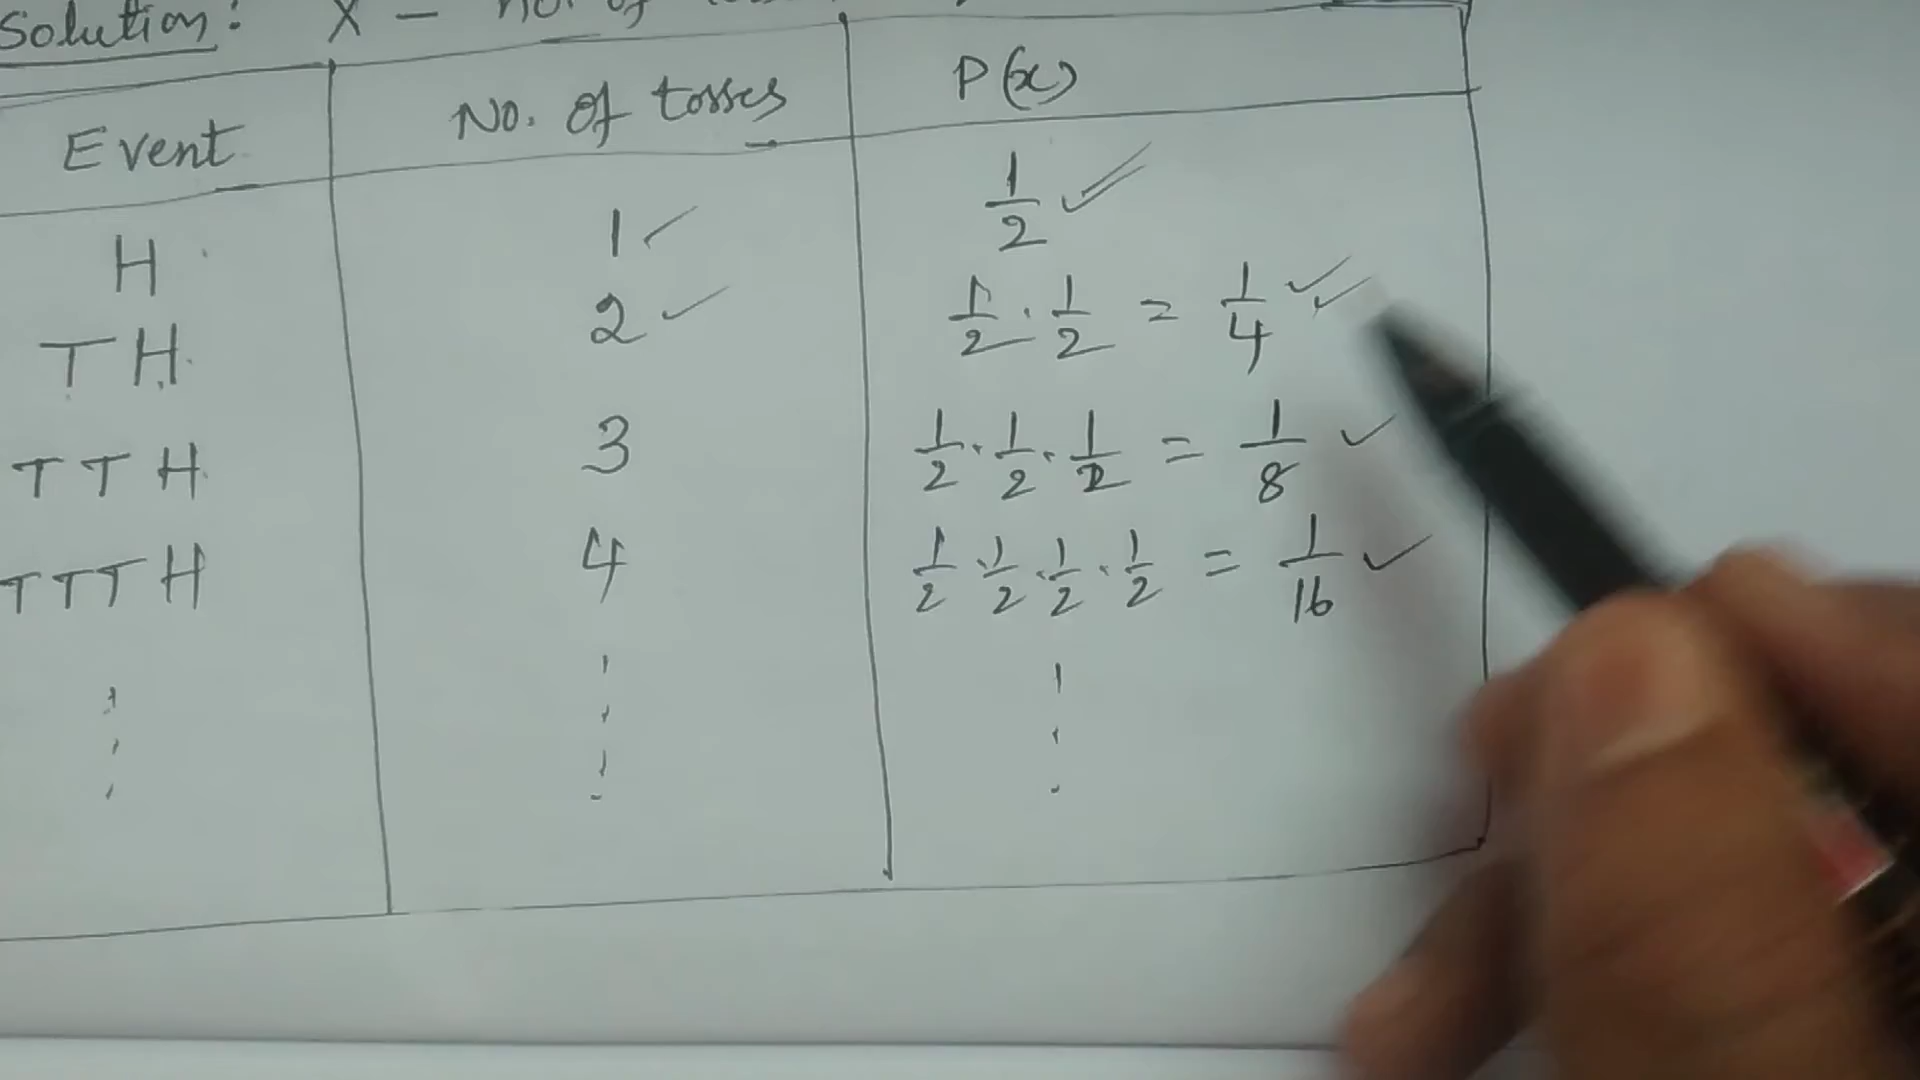 Solution: X – no. of
Event No. of tosses P(x)
H 1 1/2
TH 2 1/2 · 1/2 = 1/4
TTH 3 1/2 · 1/2 · 1/2 = 1/8
TTTH 4 1/2 · 1/2 · 1/2 · 1/2 = 1/16